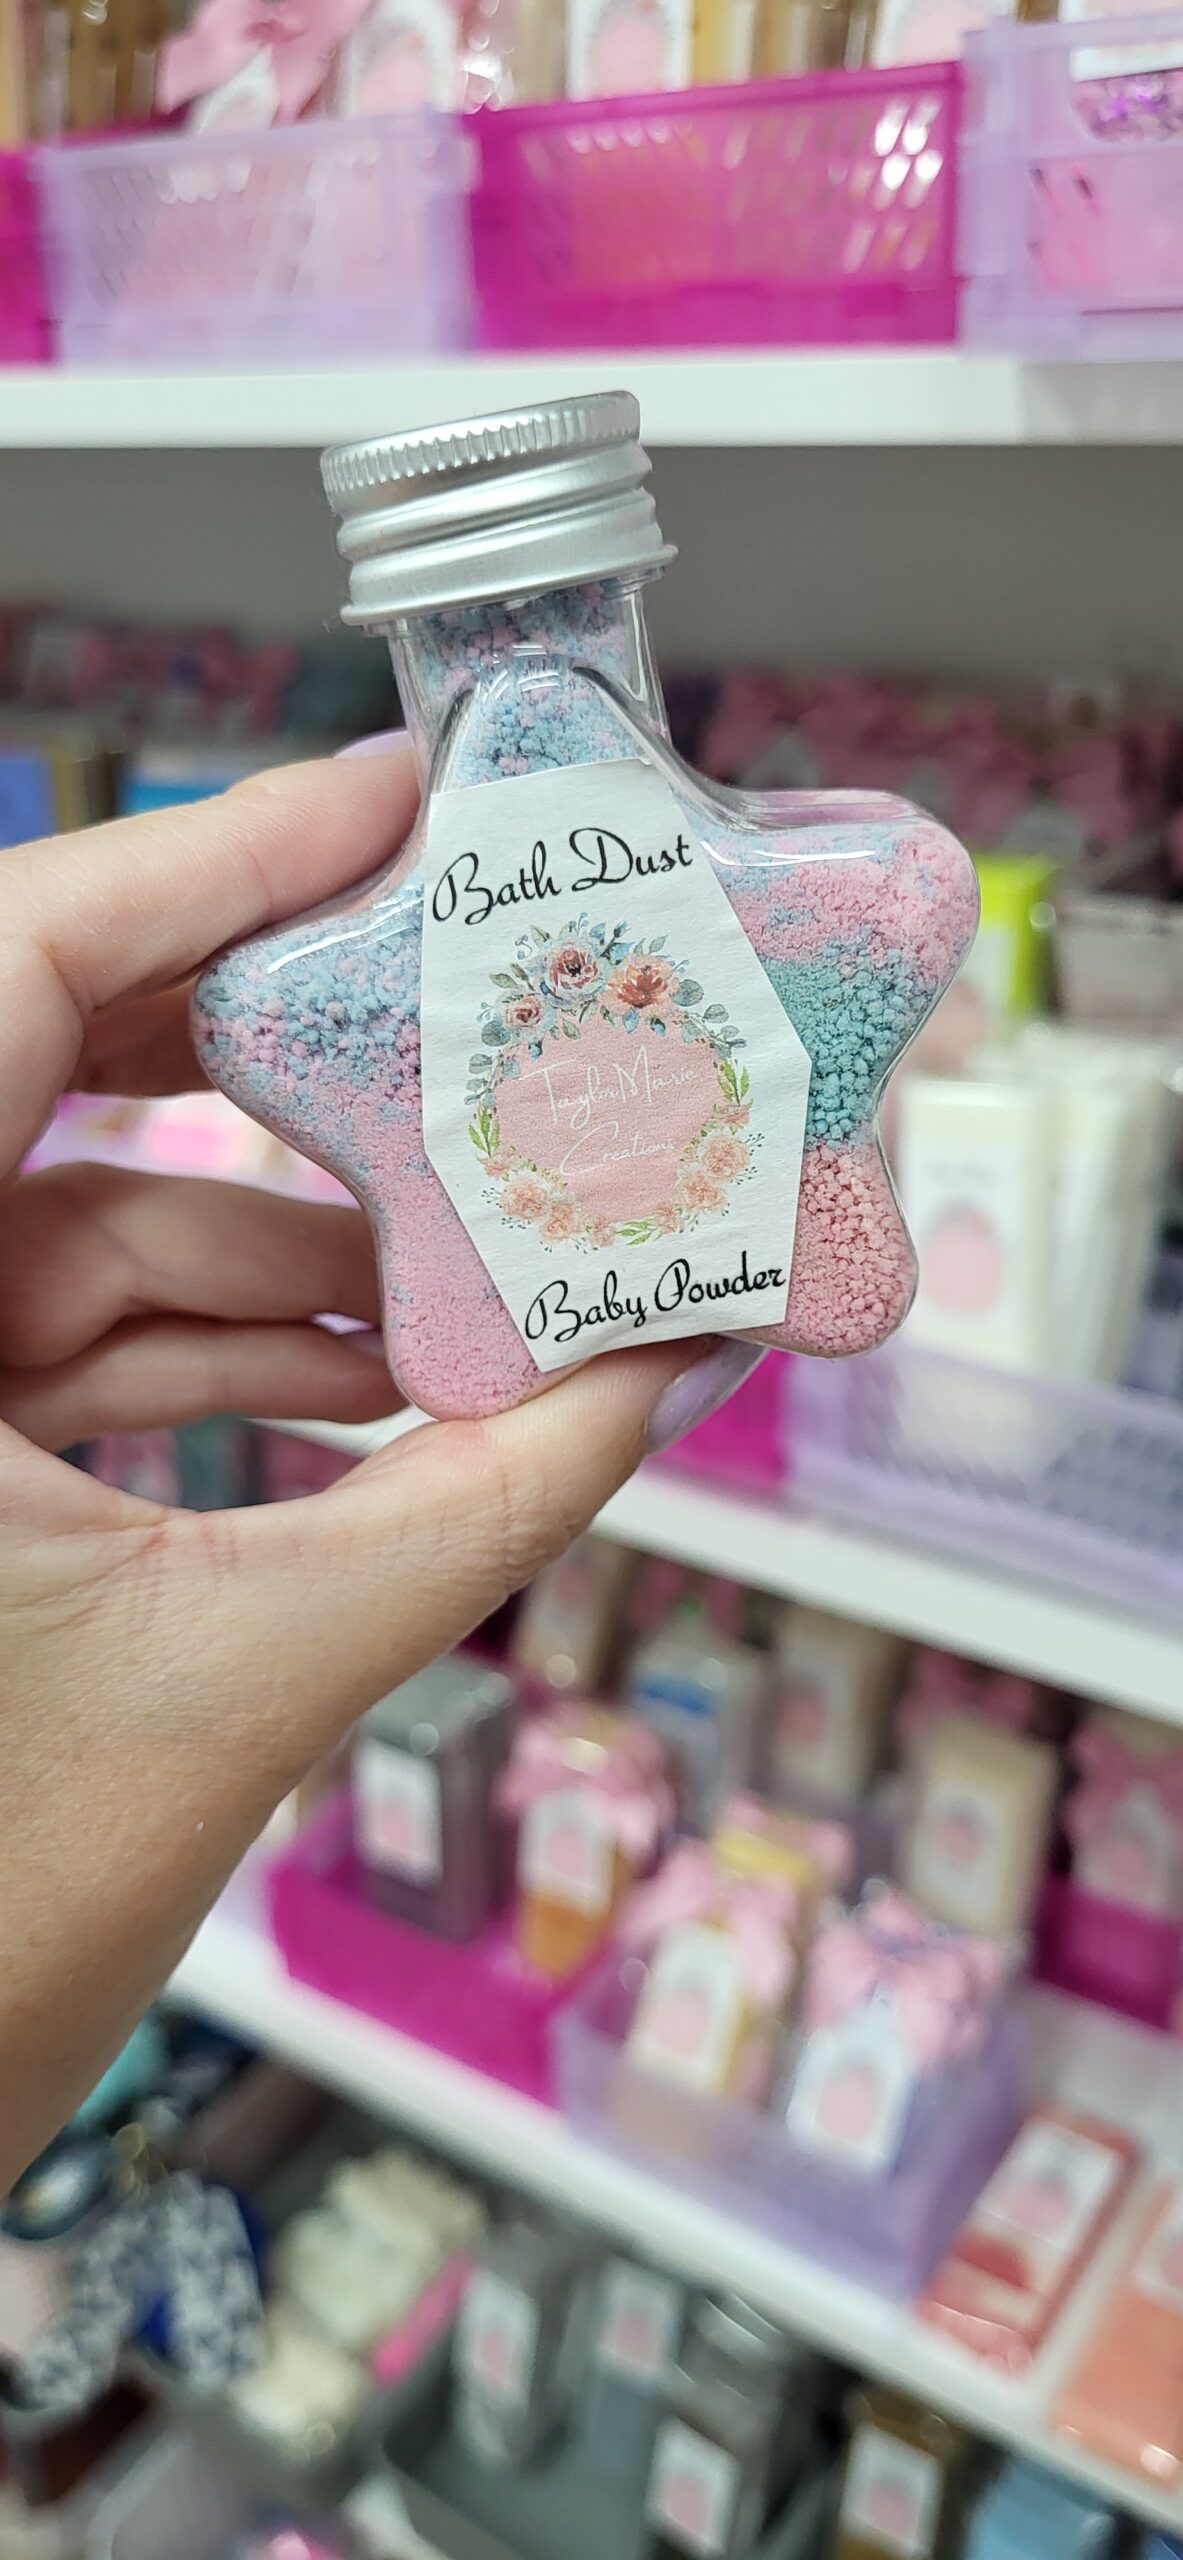 Bath Dust
TaylorMarie
Creations
Baby Powder